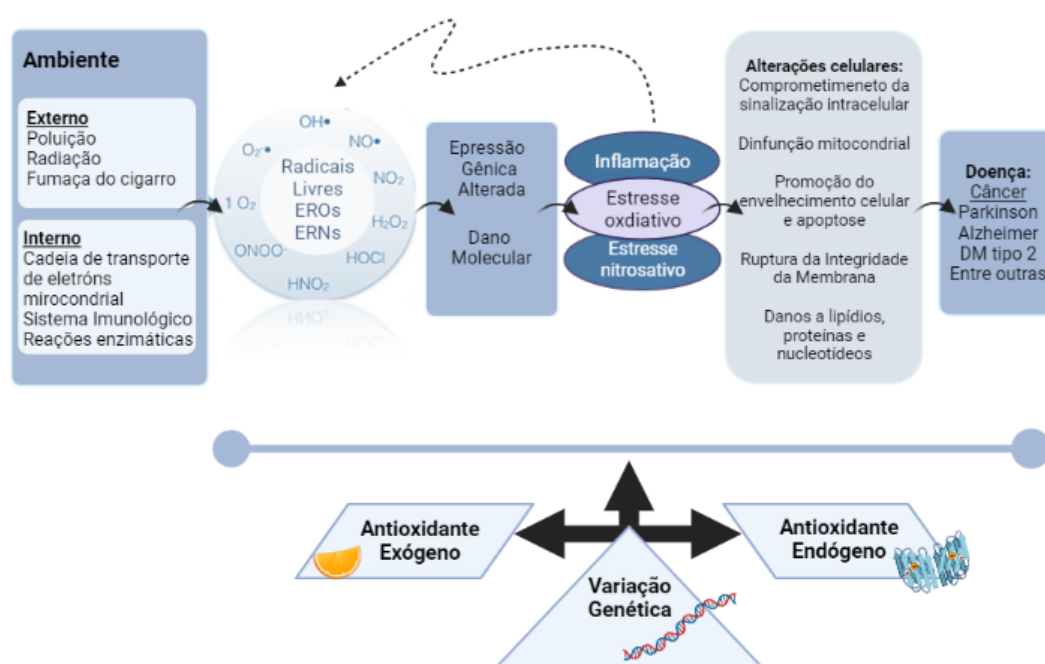 Ambiente
Externo
Poluição
Radiação
Fumaça do cigarro
Interno
Cadeia de transporte
de eletróns
mirocondrial
Sistema Imunológico
Reações enzimáticas
OH•
O₂⁻•
NO•
1 O₂
NO₂
ONOO⁻
H₂O₂
HNO₂
HOCl
Radicais
Livres
EROs
ERNs
HNO₂
HOCl
Epressão
Gênica
Alterada
Dano
Molecular
Inflamação
Estresse
oxdiativo
Estresse
nitrosativo
Alterações celulares:
Comprometimeneto da
sinalização intracelular
Dinfunção mitocondrial
Promoção do
envelhecimento celular
e apoptose
Ruptura da Integridade
da Membrana
Danos a lipídios,
proteínas e
nucleotídeos
Doença:
Câncer
Parkinson
Alzheimer
DM tipo 2
Entre outras
Antioxidante
Exógeno
Antioxidante
Endógeno
Variação
Genética